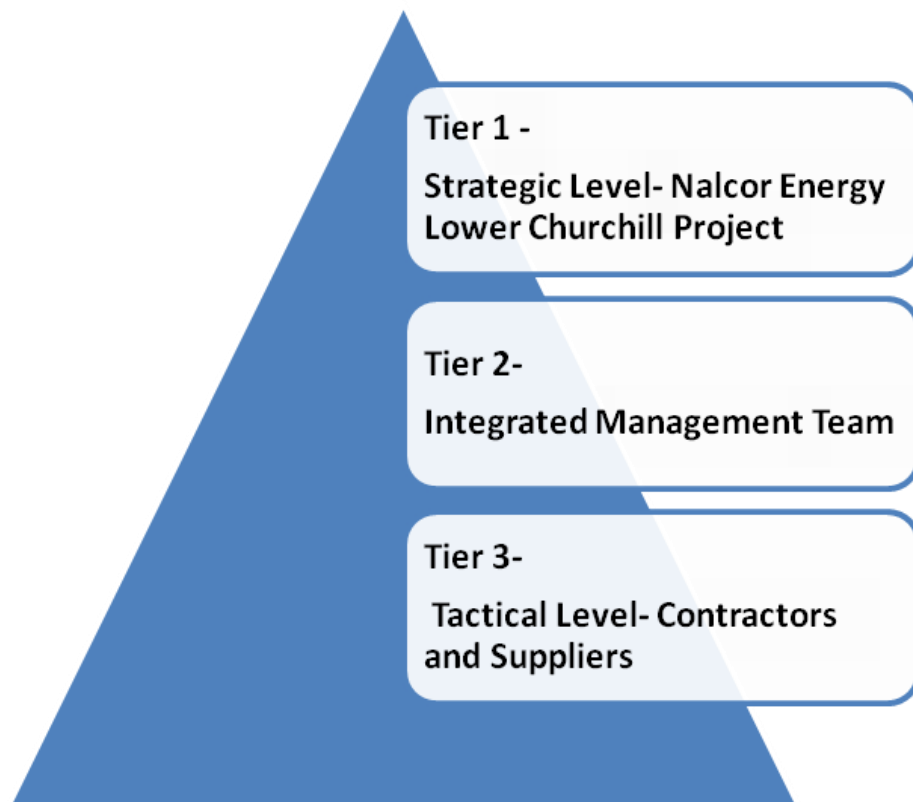 Tier 1 -
Strategic Level- Nalcor Energy
Lower Churchill Project
Tier 2-
Integrated Management Team
Tier 3-
Tactical Level- Contractors
and Suppliers